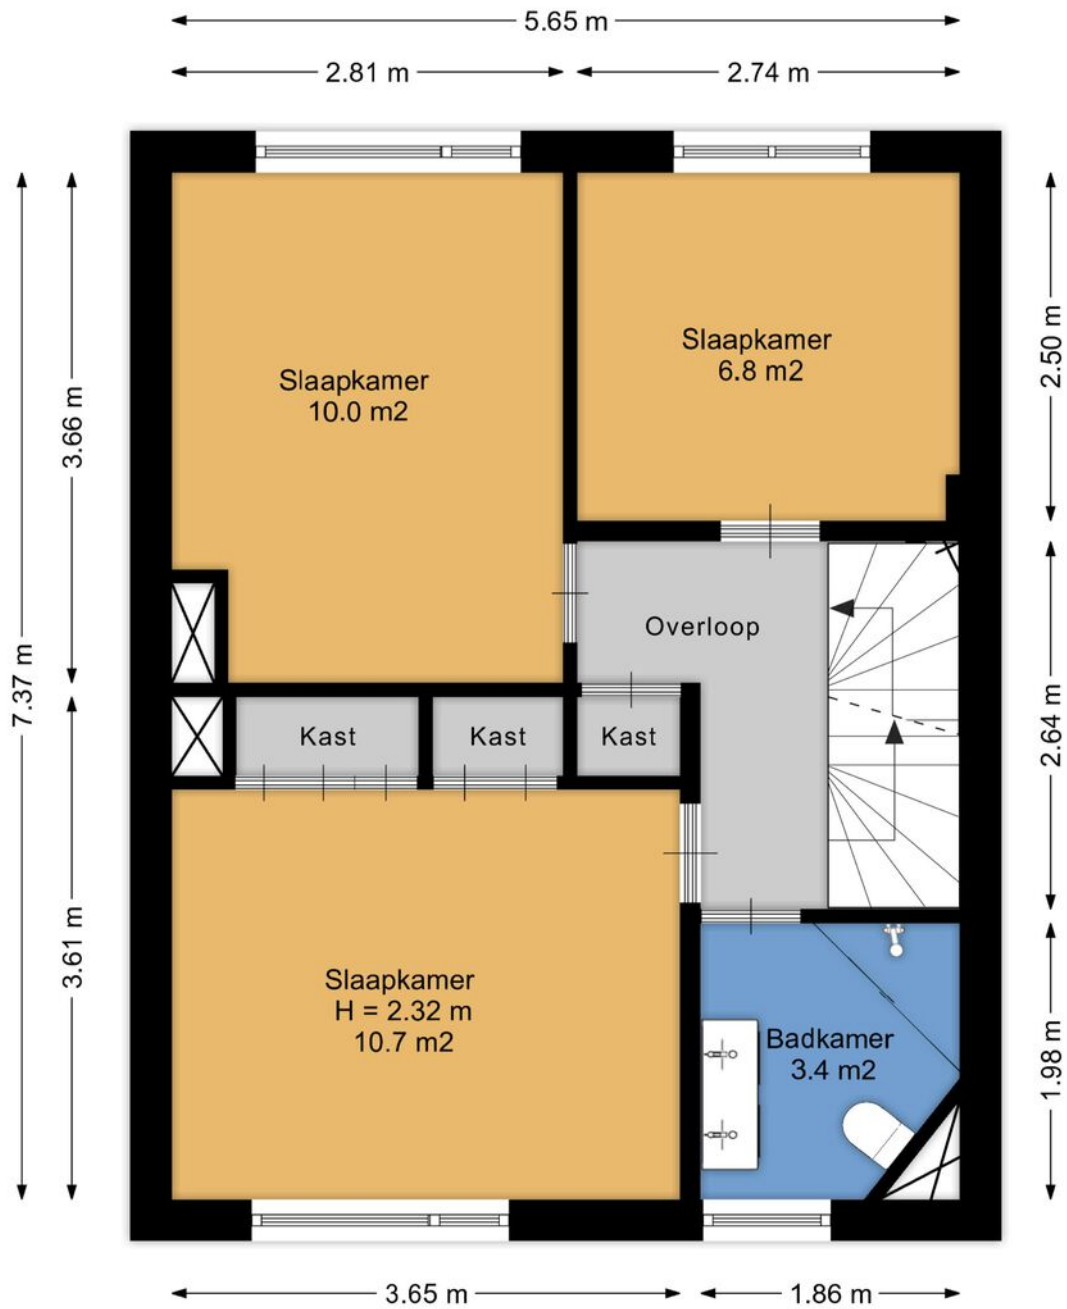 5.65 m
2.81 m
2.74 m
Slaapkamer
10.0 m2
Slaapkamer
6.8 m2
3.66 m
2.50 m
7.37 m
Overloop
Kast
Kast
Kast
2.64 m
3.61 m
Slaapkamer
H = 2.32 m
10.7 m2
Badkamer
3.4 m2
1.98 m
3.65 m
1.86 m